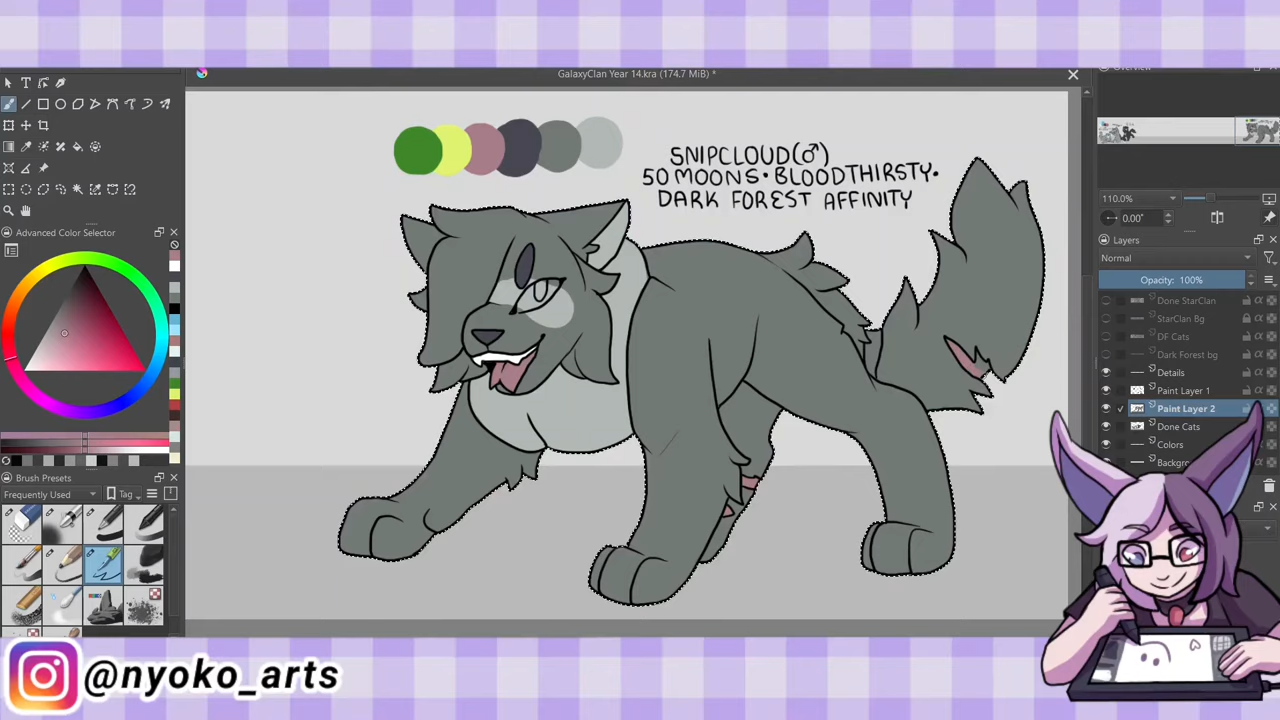 GalaxyClan Year 14.kra (174.7 MiB) *
SNIPCLOUD(♂)
50 MOONS • BLOODTHIRSTY •
DARK FOREST AFFINITY
110.0%
0.00°
Layers
Normal
Opacity: 100%
Done StarClan
StarClan Bg
DF Cats
Dark Forest bg
Details
Paint Layer 1
Paint Layer 2
Done Cats
Colors
Advanced Color Selector
Brush Presets
Frequently Used
Tag
@nyoko_arts